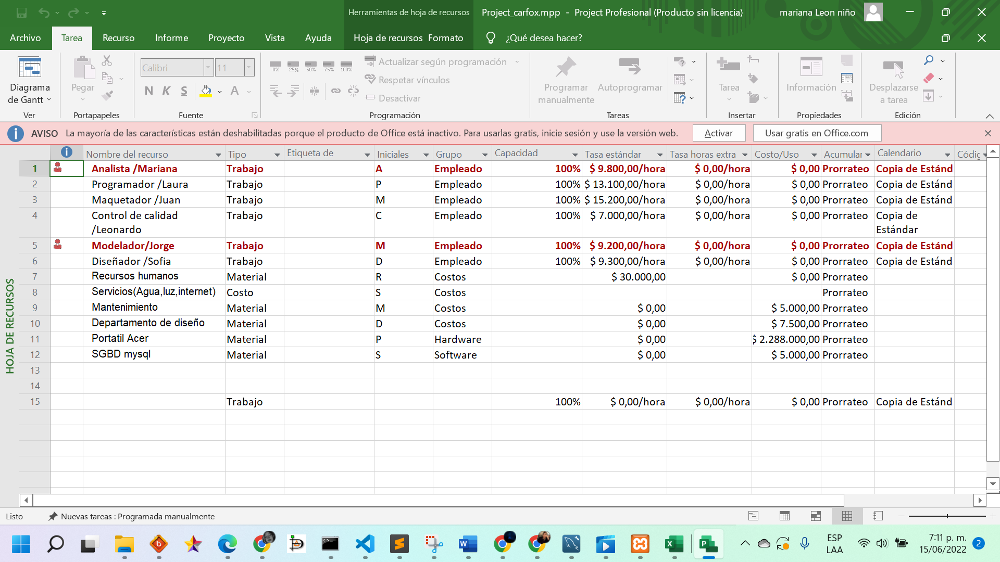 Herramientas de hoja de recursos
Project_carfox.mpp - Project Profesional (Producto sin licencia)
mariana Leon niño
Archivo Tarea Recurso Informe Proyecto Vista Ayuda Hoja de recursos Formato ¿Qué desea hacer?
Diagrama de Gantt
Ver
Pegar
Portapapeles
Calibri 11
N K S A
Fuente
0% 25% 50% 75% 100%
Actualizar según programación
Respetar vínculos
Desactivar
Programación
Programar manualmente
Autoprogramar
Tareas
Tarea
Insertar
Información
Propiedades
Desplazarse a tarea
Edición
AVISO La mayoría de las características están deshabilitadas porque el producto de Office está inactivo. Para usarlas gratis, inicie sesión y use la versión web. Activar Usar gratis en Office.com
Nombre del recurso Tipo Etiqueta de Iniciales Grupo Capacidad Tasa estándar Tasa horas extra Costo/Uso Acumular Calendario Códig
1 Analista /Mariana Trabajo A Empleado 100% $ 9.800,00/hora $ 0,00/hora $ 0,00 Prorrateo Copia de Estánd
2 Programador /Laura Trabajo P Empleado 100% $ 13.100,00/hora $ 0,00/hora $ 0,00 Prorrateo Copia de Estánd
3 Maquetador /Juan Trabajo M Empleado 100% $ 15.200,00/hora $ 0,00/hora $ 0,00 Prorrateo Copia de Estánd
4 Control de calidad /Leonardo Trabajo C Empleado 100% $ 7.000,00/hora $ 0,00/hora $ 0,00 Prorrateo Copia de Estándar
5 Modelador/Jorge Trabajo M Empleado 100% $ 9.200,00/hora $ 0,00/hora $ 0,00 Prorrateo Copia de Estánd
6 Diseñador /Sofia Trabajo D Empleado 100% $ 9.300,00/hora $ 0,00/hora $ 0,00 Prorrateo Copia de Estánd
7 Recursos humanos Material R Costos $ 30.000,00 $ 0,00 Prorrateo
8 Servicios(Agua,luz,internet) Costo S Costos Prorrateo
9 Mantenimiento Material M Costos $ 0,00 $ 5.000,00 Prorrateo
10 Departamento de diseño Material D Costos $ 0,00 $ 7.500,00 Prorrateo
11 Portatil Acer Material P Hardware $ 0,00 $ 2.288.000,00 Prorrateo
12 SGBD mysql Material S Software $ 0,00 $ 5.000,00 Prorrateo
13
14
15 Trabajo 100% $ 0,00/hora $ 0,00/hora $ 0,00 Prorrateo Copia de Estánd
HOJA DE RECURSOS
Listo Nuevas tareas : Programada manualmente
ESP
LAA
7:11 p. m.
15/06/2022
2